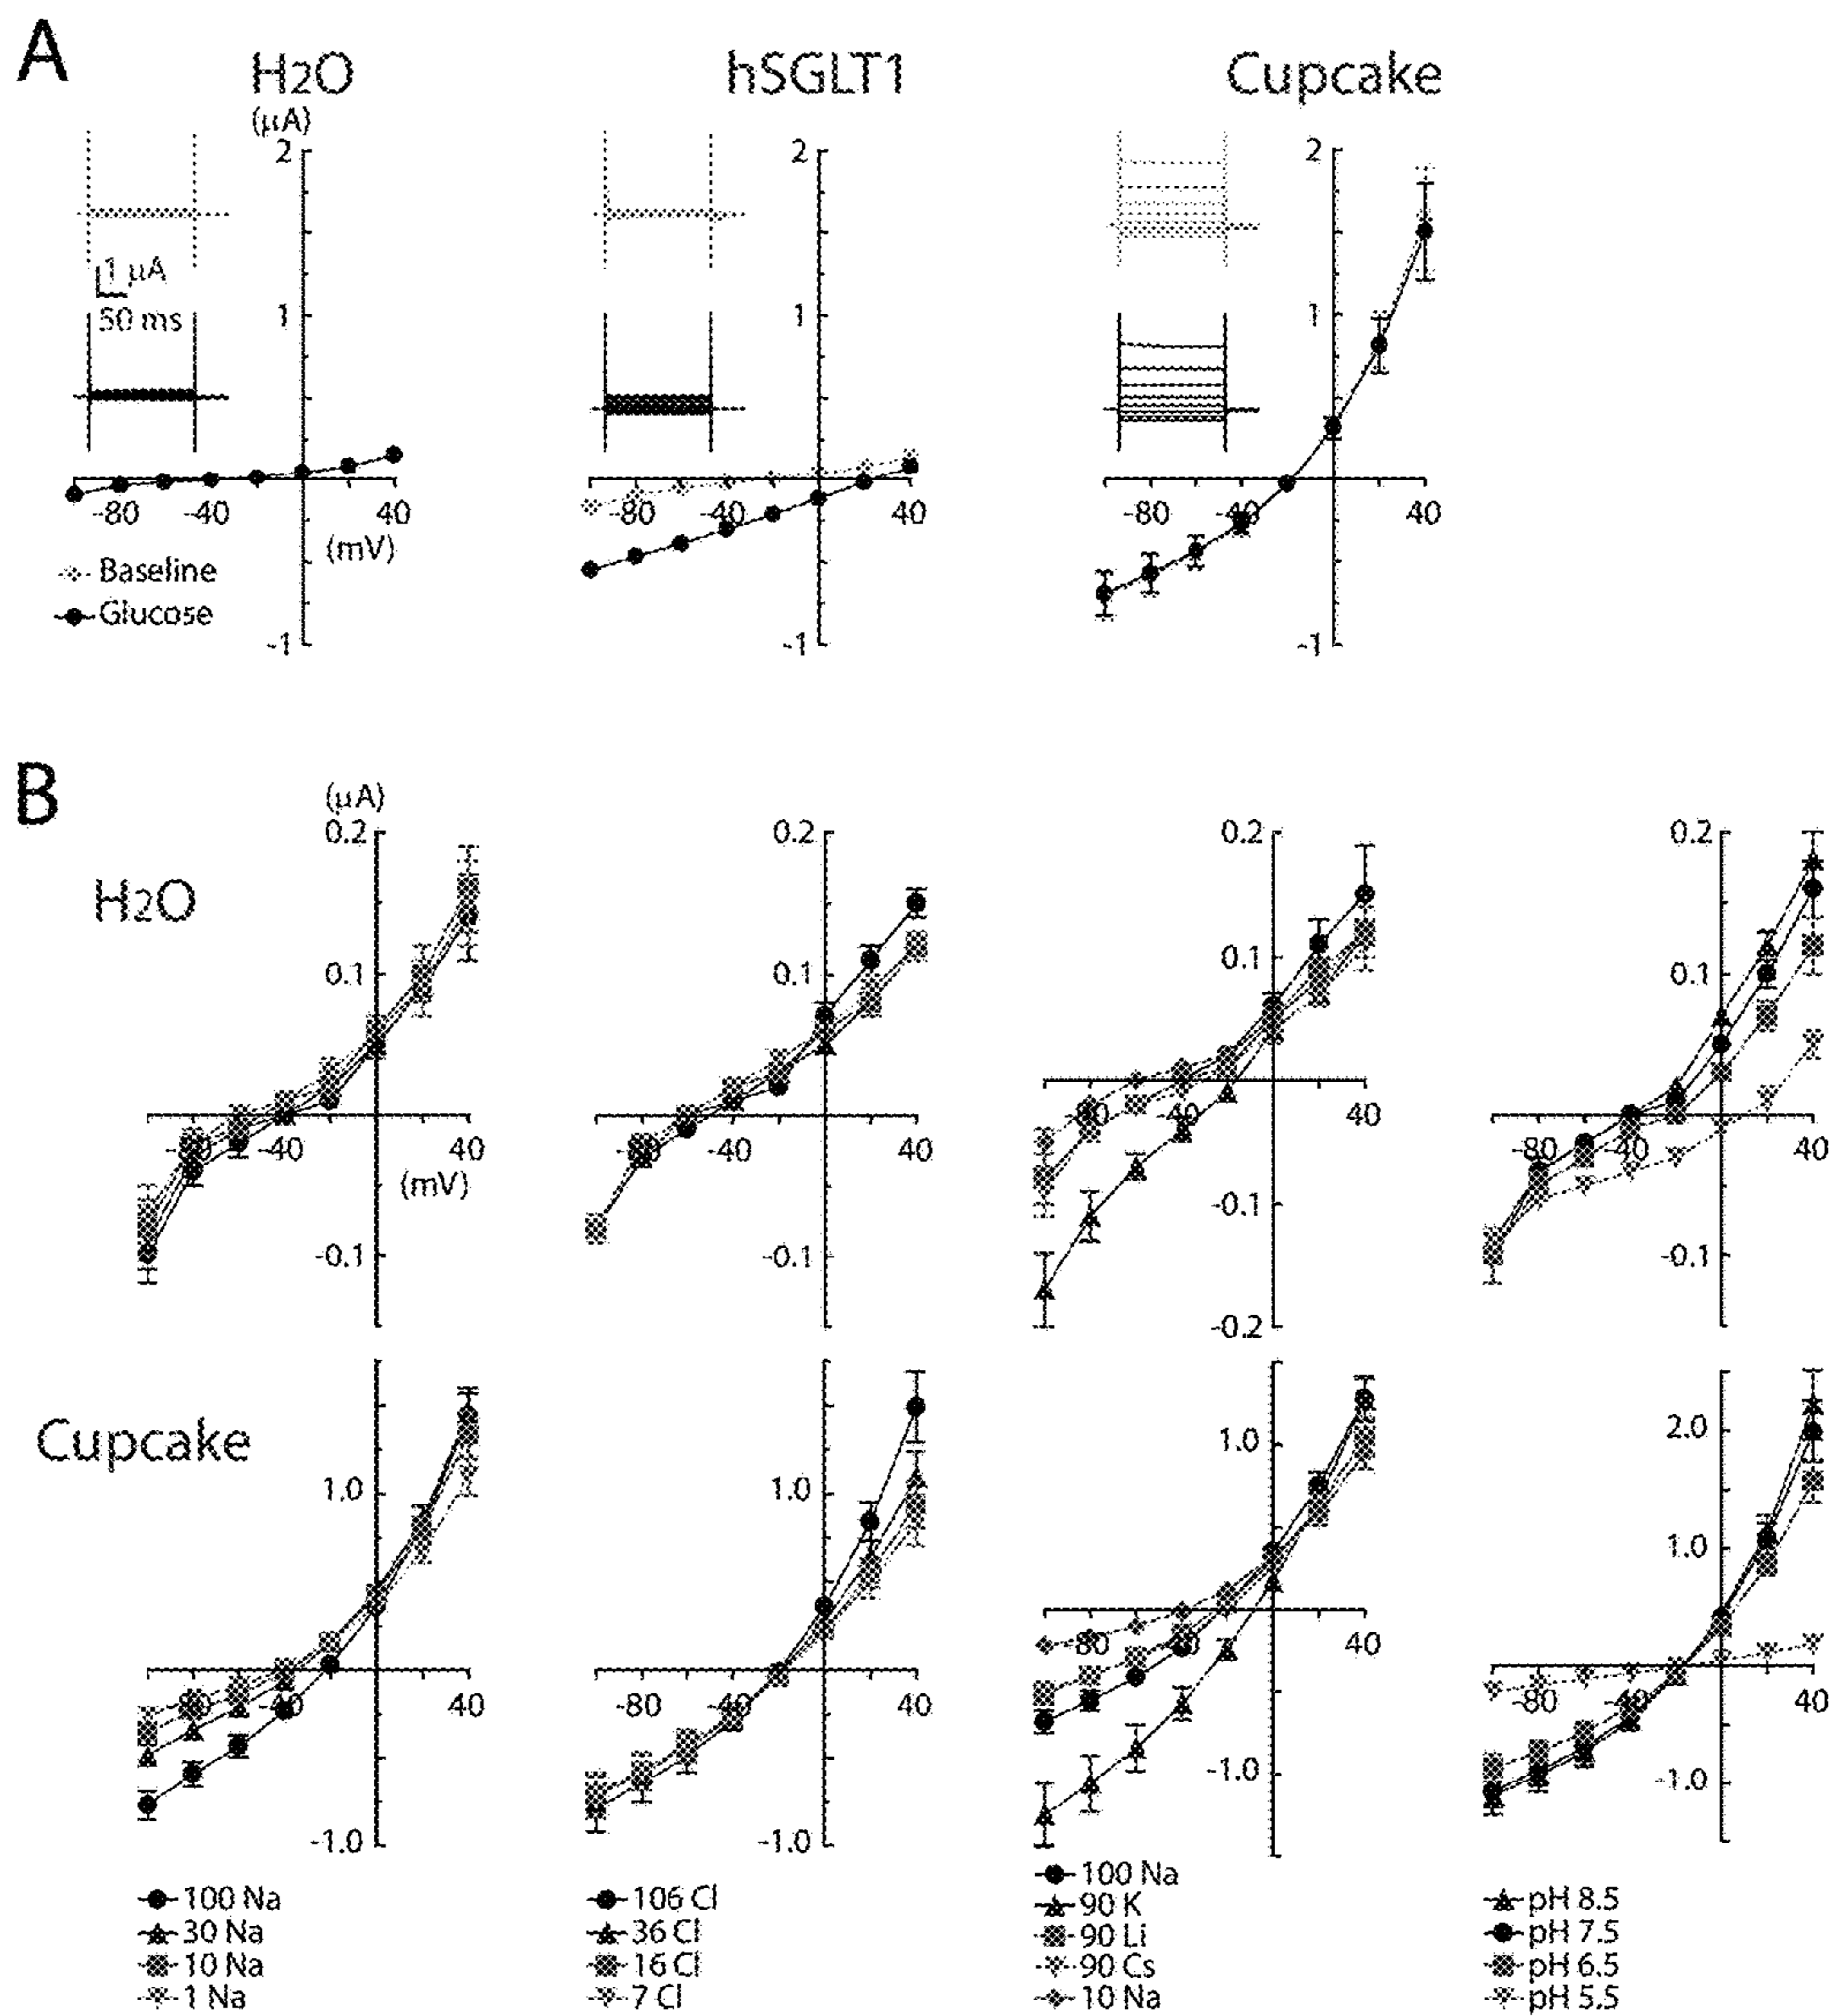 A
H2O
hSGLT1
Cupcake
(μA)
2
2
2
1 μA
50 ms
1
1
1
-80 -40 40
-80 -40 40
-80 -40 40
(mV)
Baseline
Glucose
-1
-1
-1
B
(μA)
H2O
0.2
0.2
0.2
0.2
0.1
0.1
0.1
0.1
-80 -40 40
-80 -40 40
-80 -40 40
-80 -40 40
(mV)
-0.1
-0.1
-0.1
-0.1
-0.2
Cupcake
1.0
1.0
1.0
2.0
1.0
-80 -40 40
-80 -40 40
-80 -40 40
-80 -40 40
-1.0
-1.0
-1.0
-1.0
100 Na
30 Na
10 Na
1 Na
106 Cl
36 Cl
16 Cl
7 Cl
100 Na
90 K
90 Li
90 Cs
10 Na
pH 8.5
pH 7.5
pH 6.5
pH 5.5